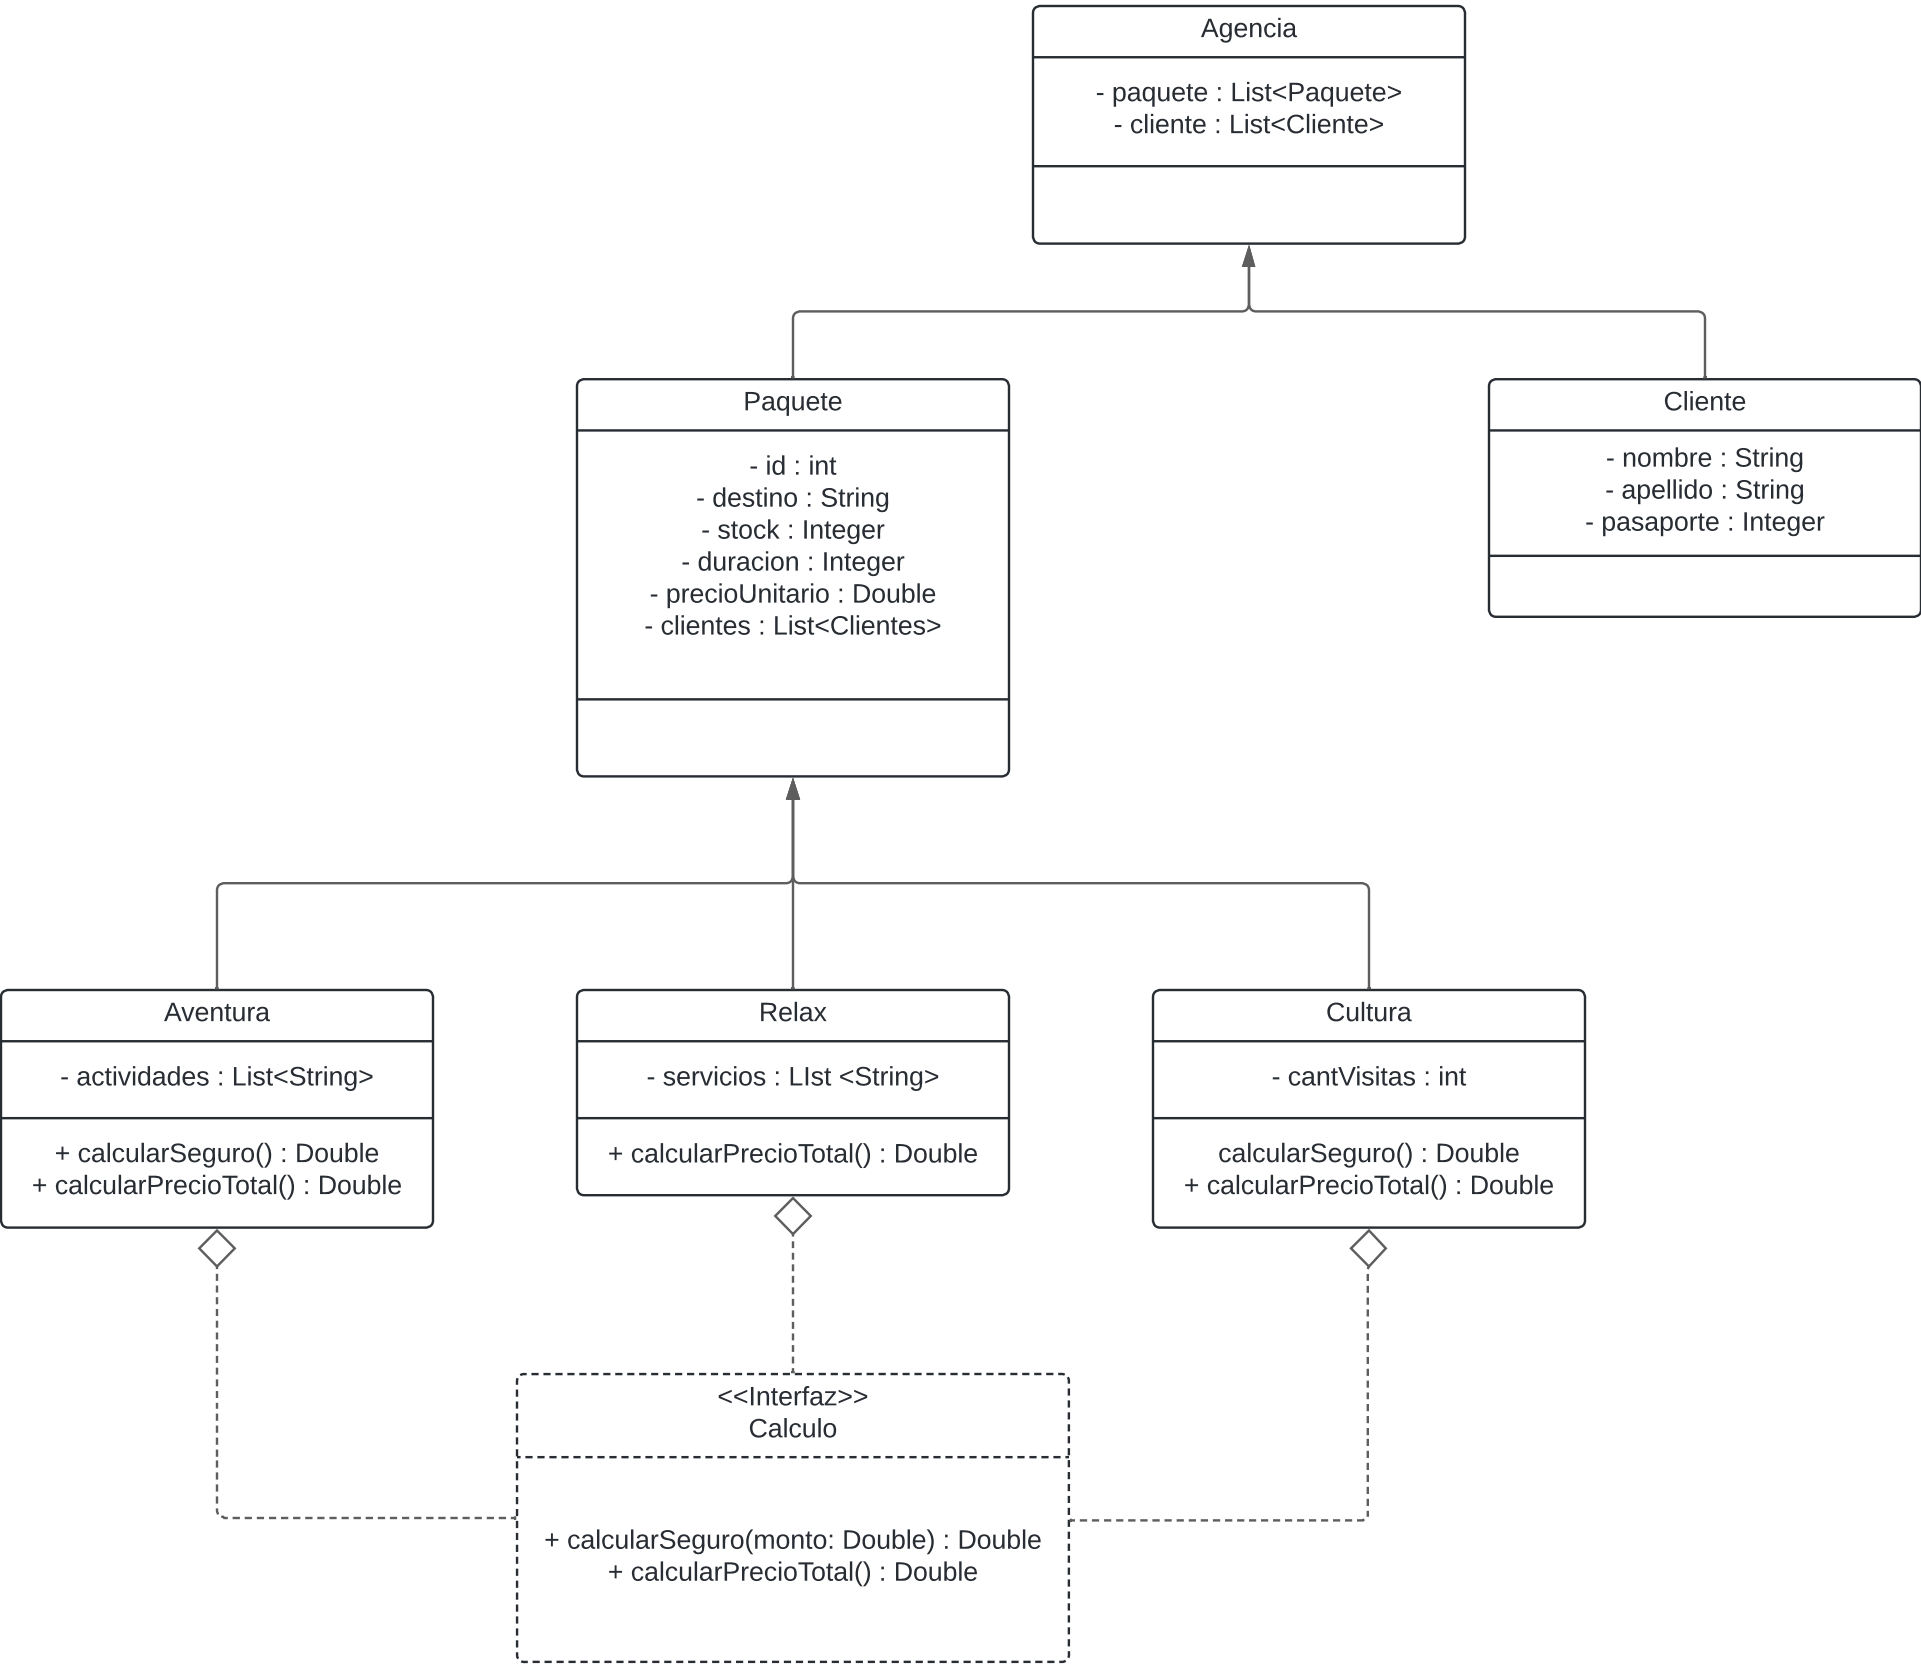 Agencia
- paquete : List<Paquete>
- cliente : List<Cliente>
Paquete
- id : int
- destino : String
- stock : Integer
- duracion : Integer
- precioUnitario : Double
- clientes : List<Clientes>
Cliente
- nombre : String
- apellido : String
- pasaporte : Integer
Aventura
- actividades : List<String>
+ calcularSeguro() : Double
+ calcularPrecioTotal() : Double
Relax
- servicios : LIst <String>
+ calcularPrecioTotal() : Double
Cultura
- cantVisitas : int
calcularSeguro() : Double
+ calcularPrecioTotal() : Double
<<Interfaz>>
Calculo
+ calcularSeguro(monto: Double) : Double
+ calcularPrecioTotal() : Double